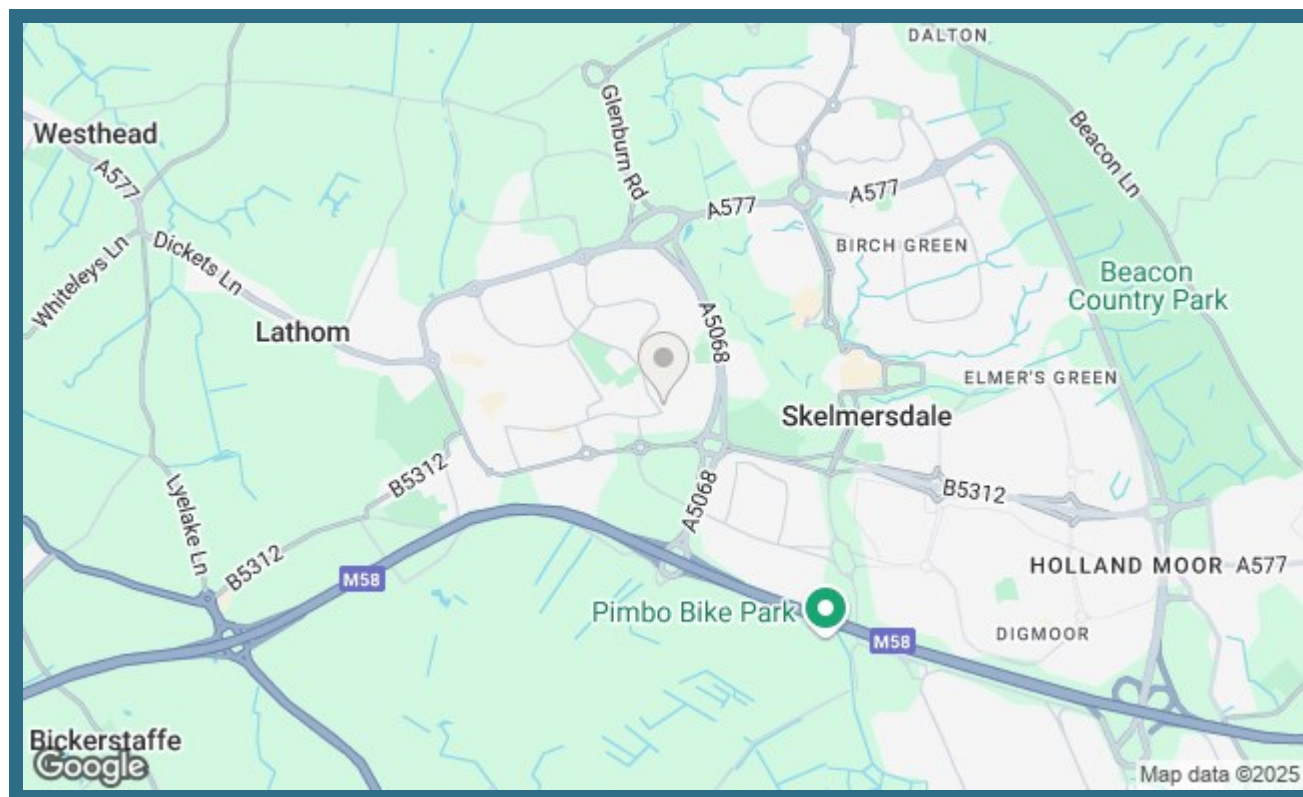 DALTON
Westhead
A577
Glenburn Rd
Beacon Ln
A577
A577
Whiteleys Ln
Dickets Ln
BIRCH GREEN
Beacon
Country Park
Lathom
A5068
ELMER'S GREEN
Skelmersdale
Lyelake Ln
B5312
A5068
B5312
B5312
M58
HOLLAND MOOR
A577
Pimbo Bike Park
M58
DIGMOOR
Bickerstaffe
Google
Map data ©2025